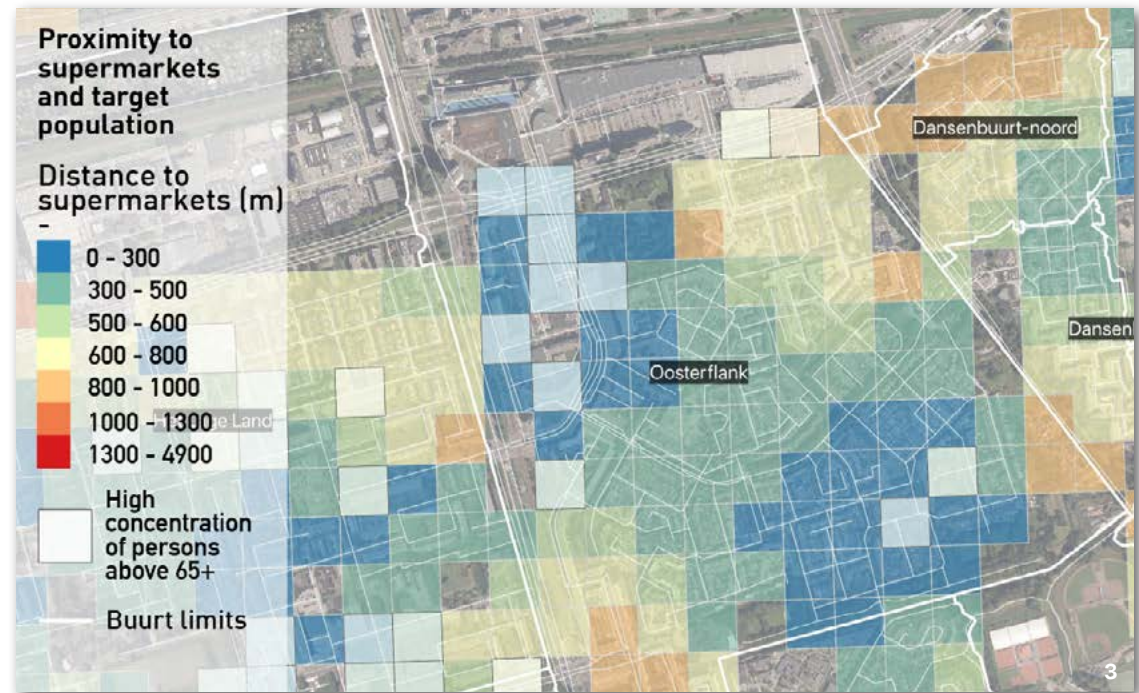 Proximity to
supermarkets
and target
population
Distance to
supermarkets (m)
-
0 - 300
300 - 500
500 - 600
600 - 800
800 - 1000
1000 - 1300
1300 - 4900
High
concentration
of persons
above 65+
Buurt limits
Dansenbuurt-noord
Dansen
Oosterflank
Land
3